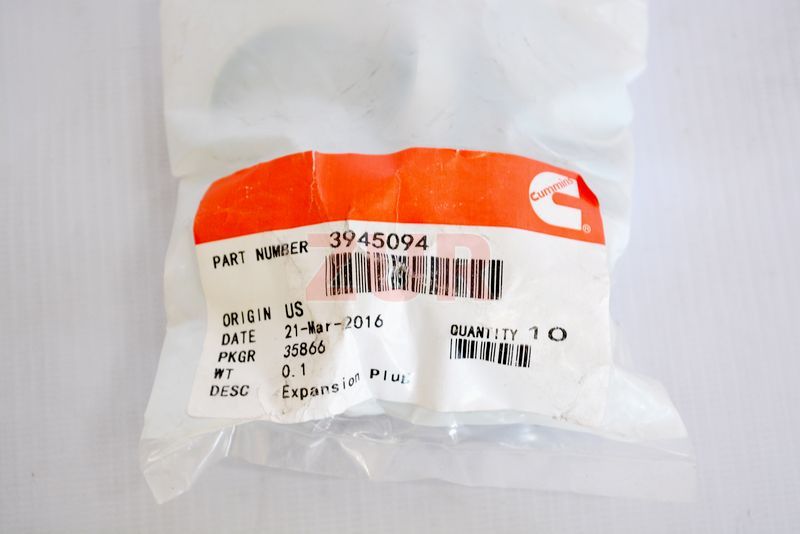 Cummins
®
PART NUMBER 3945094
ZUP
ORIGIN US
DATE 21-Mar-2016
PKGR 35866
WT 0.1
DESC Expansion Plug
QUANTITY 10